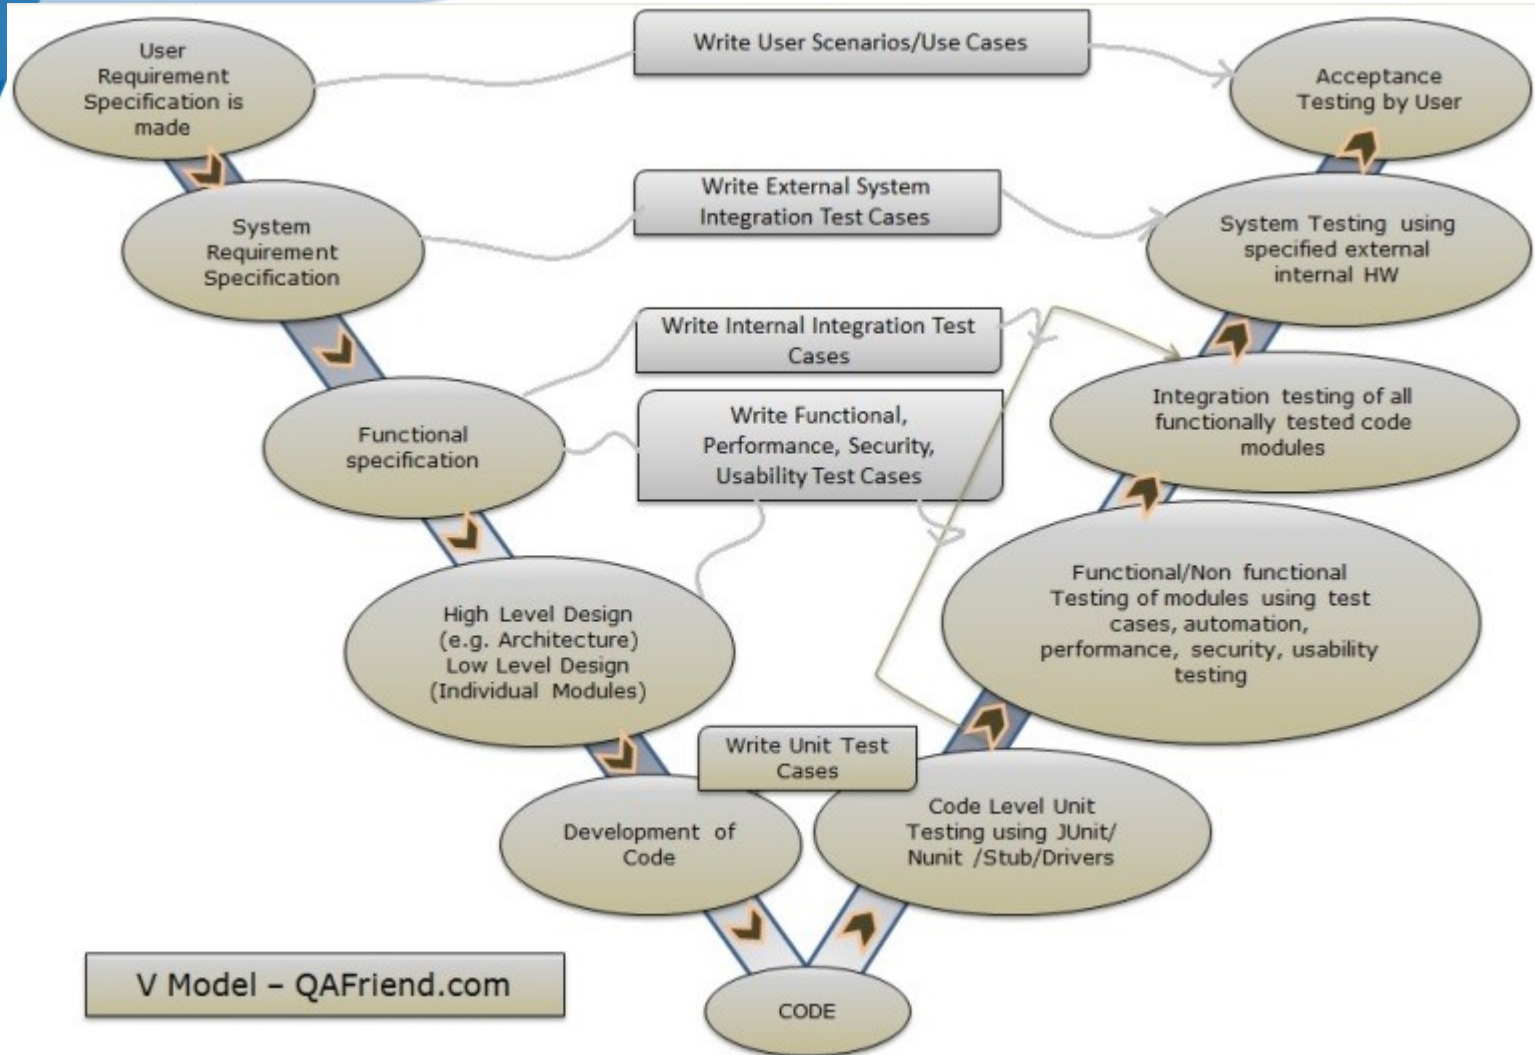 User
Requirement
Specification is
made
Write User Scenarios/Use Cases
Acceptance
Testing by User
System
Requirement
Specification
Write External System
Integration Test Cases
System Testing using
specified external
internal HW
Write Internal Integration Test
Cases
Functional
specification
Write Functional,
Performance, Security,
Usability Test Cases
Integration testing of all
functionally tested code
modules
High Level Design
(e.g. Architecture)
Low Level Design
(Individual Modules)
Functional/Non functional
Testing of modules using test
cases, automation,
performance, security, usability
testing
Write Unit Test
Cases
Development of
Code
Code Level Unit
Testing using JUnit/
Nunit /Stub/Drivers
V Model – QAFriend.com
CODE